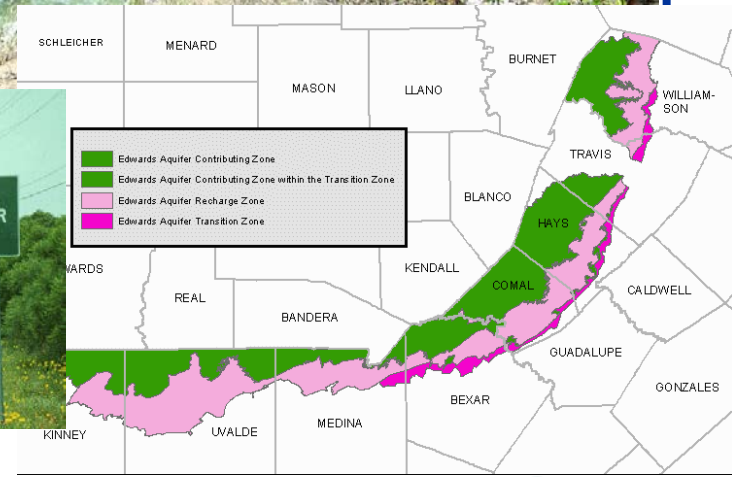 SCHLEICHER
MENARD
BURNET
MASON
LLANO
WILLIAM-
SON
Edwards Aquifer Contributing Zone
Edwards Aquifer Contributing Zone within the Transition Zone
Edwards Aquifer Recharge Zone
Edwards Aquifer Transition Zone
TRAVIS
BLANCO
R
HAYS
WARDS
KENDALL
REAL
COMAL
CALDWELL
BANDERA
GUADALUPE
GONZALES
BEXAR
KINNEY
UVALDE
MEDINA